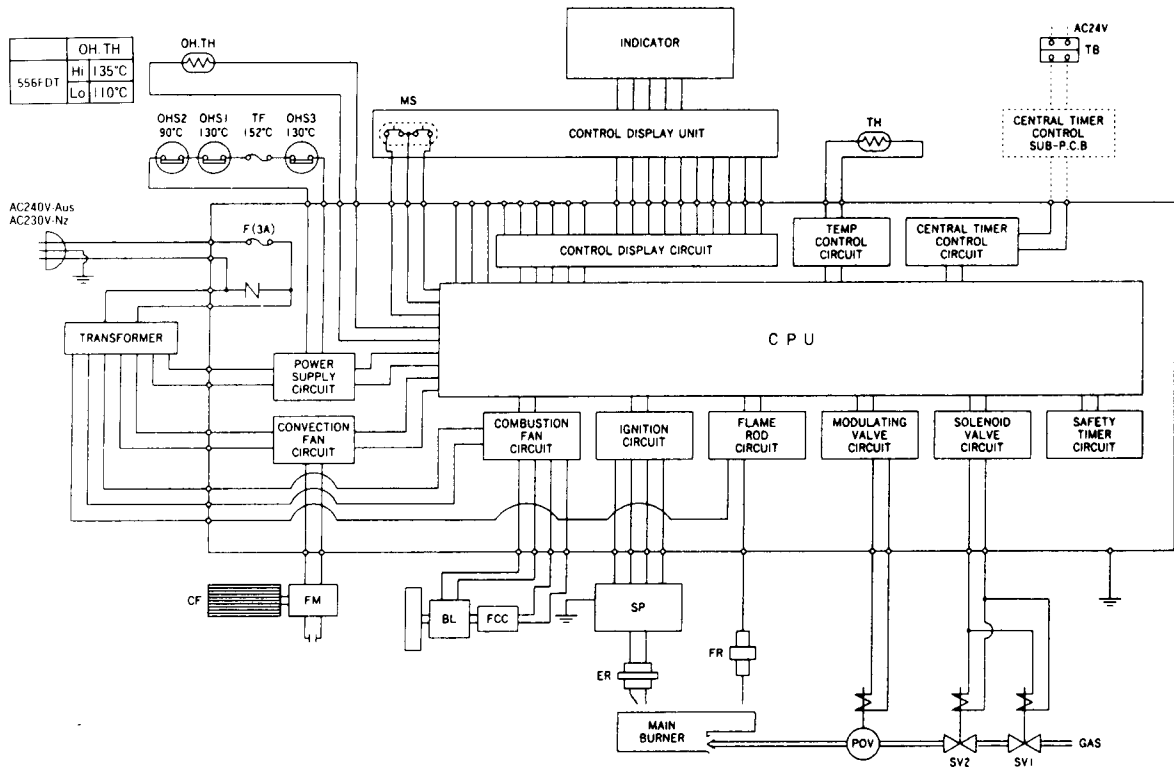 OH.TH
556FDT Hi 135°C
Lo 110°C
OH.TH
INDICATOR
AC24V
TB
MS
CONTROL DISPLAY UNIT
TH
CENTRAL TIMER
CONTROL
SUB-P.C.B
OHS2 OHS1 TF OHS3
90°C 130°C 152°C 130°C
AC240V-Aus
AC230V-Nz
F(3A)
CONTROL DISPLAY CIRCUIT
TEMP
CONTROL
CIRCUIT
CENTRAL TIMER
CONTROL
CIRCUIT
TRANSFORMER
CPU
POWER
SUPPLY
CIRCUIT
CONVECTION
FAN
CIRCUIT
COMBUSTION
FAN
CIRCUIT
IGNITION
CIRCUIT
FLAME
ROD
CIRCUIT
MODULATING
VALVE
CIRCUIT
SOLENOID
VALVE
CIRCUIT
SAFETY
TIMER
CIRCUIT
CF
FM
BL
FCC
SP
ER
FR
MAIN
BURNER
POV
SV2
SV1
GAS